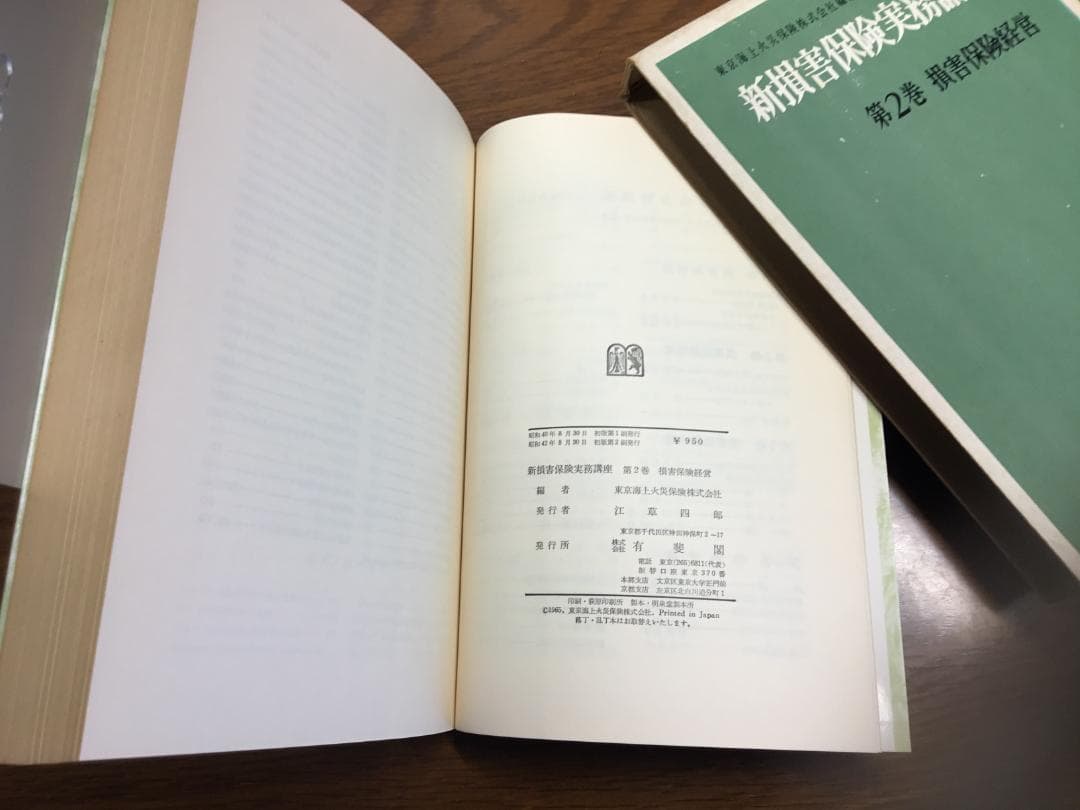 東京海上火災保険株式会社編
新損害保険実務講
第2巻 損害保険経営
昭和40年8月30日 初版第1刷発行
昭和42年8月30日 初版第2刷発行
￥950
新損害保険実務講座 第2巻 損害保険経営
編者 東京海上火災保険株式会社
発行者 江草四郎
東京都千代田区神田神保町2-17
発行所 株式会社 有斐閣
電話 東京(265)6811(代表)
振替口座東京370番
本郷支店 文京区東京大学正門前
京都支店 左京区北白川追分町1
印刷・萩原印刷所 製本・明泉堂製本所
©1965, 東京海上火災保険株式会社. Printed in Japan
落丁・乱丁本はお取替えいたします。